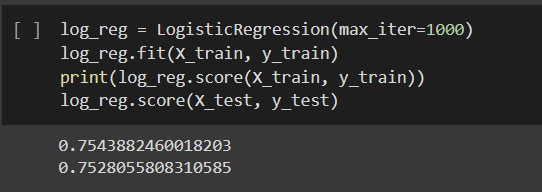 [ ] log_reg = LogisticRegression(max_iter=1000)
log_reg.fit(X_train, y_train)
print(log_reg.score(X_train, y_train))
log_reg.score(X_test, y_test)
0.7543882460018203
0.7528055808310585